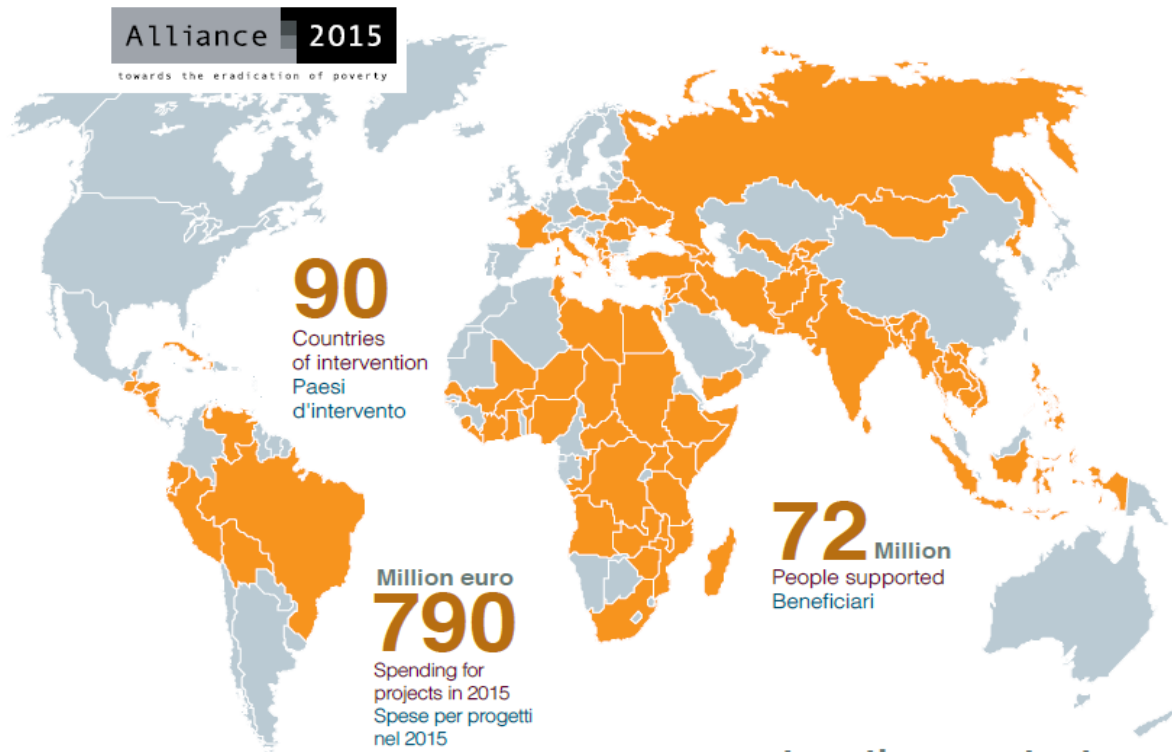 Alliance 2015
towards the eradication of poverty
90
Countries
of intervention
Paesi
d'intervento
72 Million
People supported
Beneficiari
Million euro
790
Spending for
projects in 2015
Spese per progetti
nel 2015